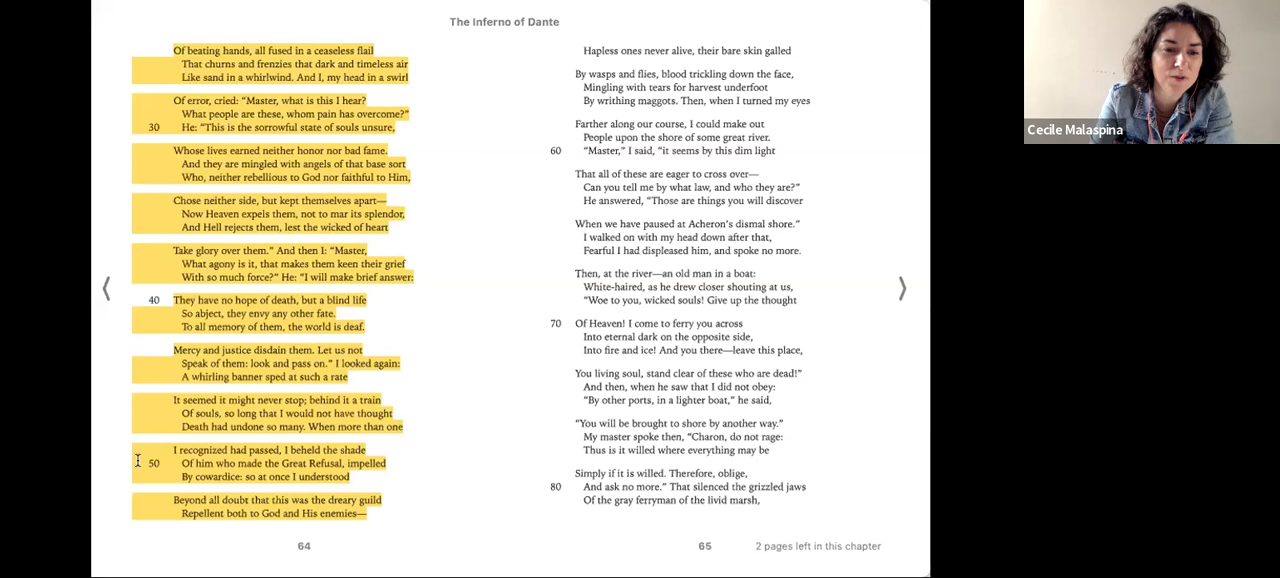 The Inferno of Dante
Of beating hands, all fused in a ceaseless flail
That churns and frenzies that dark and timeless air
Like sand in a whirlwind. And I, my head in a swirl
Of error, cried: “Master, what is this I hear?
What people are these, whom pain has overcome?”
30 He: “This is the sorrowful state of souls unsure,
Whose lives earned neither honor nor bad fame.
And they are mingled with angels of that base sort
Who, neither rebellious to God nor faithful to Him,
Chose neither side, but kept themselves apart—
Now Heaven expels them, not to mar its splendor,
And Hell rejects them, lest the wicked of heart
Take glory over them.” And then I: “Master,
What agony is it, that makes them keen their grief
With so much force?” He: “I will make brief answer:
40 They have no hope of death, but a blind life
So abject, they envy any other fate.
To all memory of them, the world is deaf.
Mercy and justice disdain them. Let us not
Speak of them: look and pass on.” I looked again:
A whirling banner sped at such a rate
It seemed it might never stop; behind it a train
Of souls, so long that I would not have thought
Death had undone so many. When more than one
I recognized had passed, I beheld the shade
50 Of him who made the Great Refusal, impelled
By cowardice: so at once I understood
Beyond all doubt that this was the dreary guild
Repellent both to God and His enemies—
64
Hapless ones never alive, their bare skin galled
By wasps and flies, blood trickling down the face,
Mingling with tears for harvest underfoot
By writhing maggots. Then, when I turned my eyes
Farther along our course, I could make out
People upon the shore of some great river.
60 “Master,” I said, “it seems by this dim light
That all of these are eager to cross over—
Can you tell me by what law, and who they are?”
He answered, “Those are things you will discover
When we have paused at Acheron’s dismal shore.”
I walked on with my head down after that,
Fearful I had displeased him, and spoke no more.
Then, at the river—an old man in a boat:
White-haired, as he drew closer shouting at us,
“Woe to you, wicked souls! Give up the thought
70 Of Heaven! I come to ferry you across
Into eternal dark on the opposite side,
Into fire and ice! And you there—leave this place,
You living soul, stand clear of these who are dead!”
And then, when he saw that I did not obey:
“By other ports, in a lighter boat,” he said,
“You will be brought to shore by another way.”
My master spoke then, “Charon, do not rage:
Thus is it willed where everything may be
Simply if it is willed. Therefore, oblige,
80 And ask no more.” That silenced the grizzled jaws
Of the gray ferryman of the livid marsh,
65
2 pages left in this chapter
Cecile Malaspina